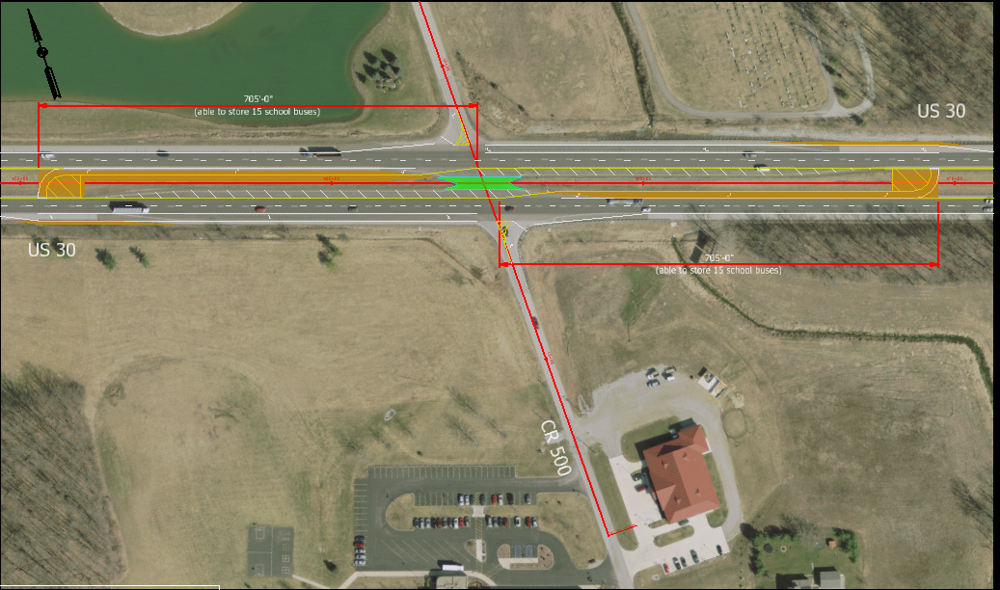 705'-0"
(able to store 15 school buses)
US 30
US 30
705'-0"
(able to store 15 school buses)
CR 500